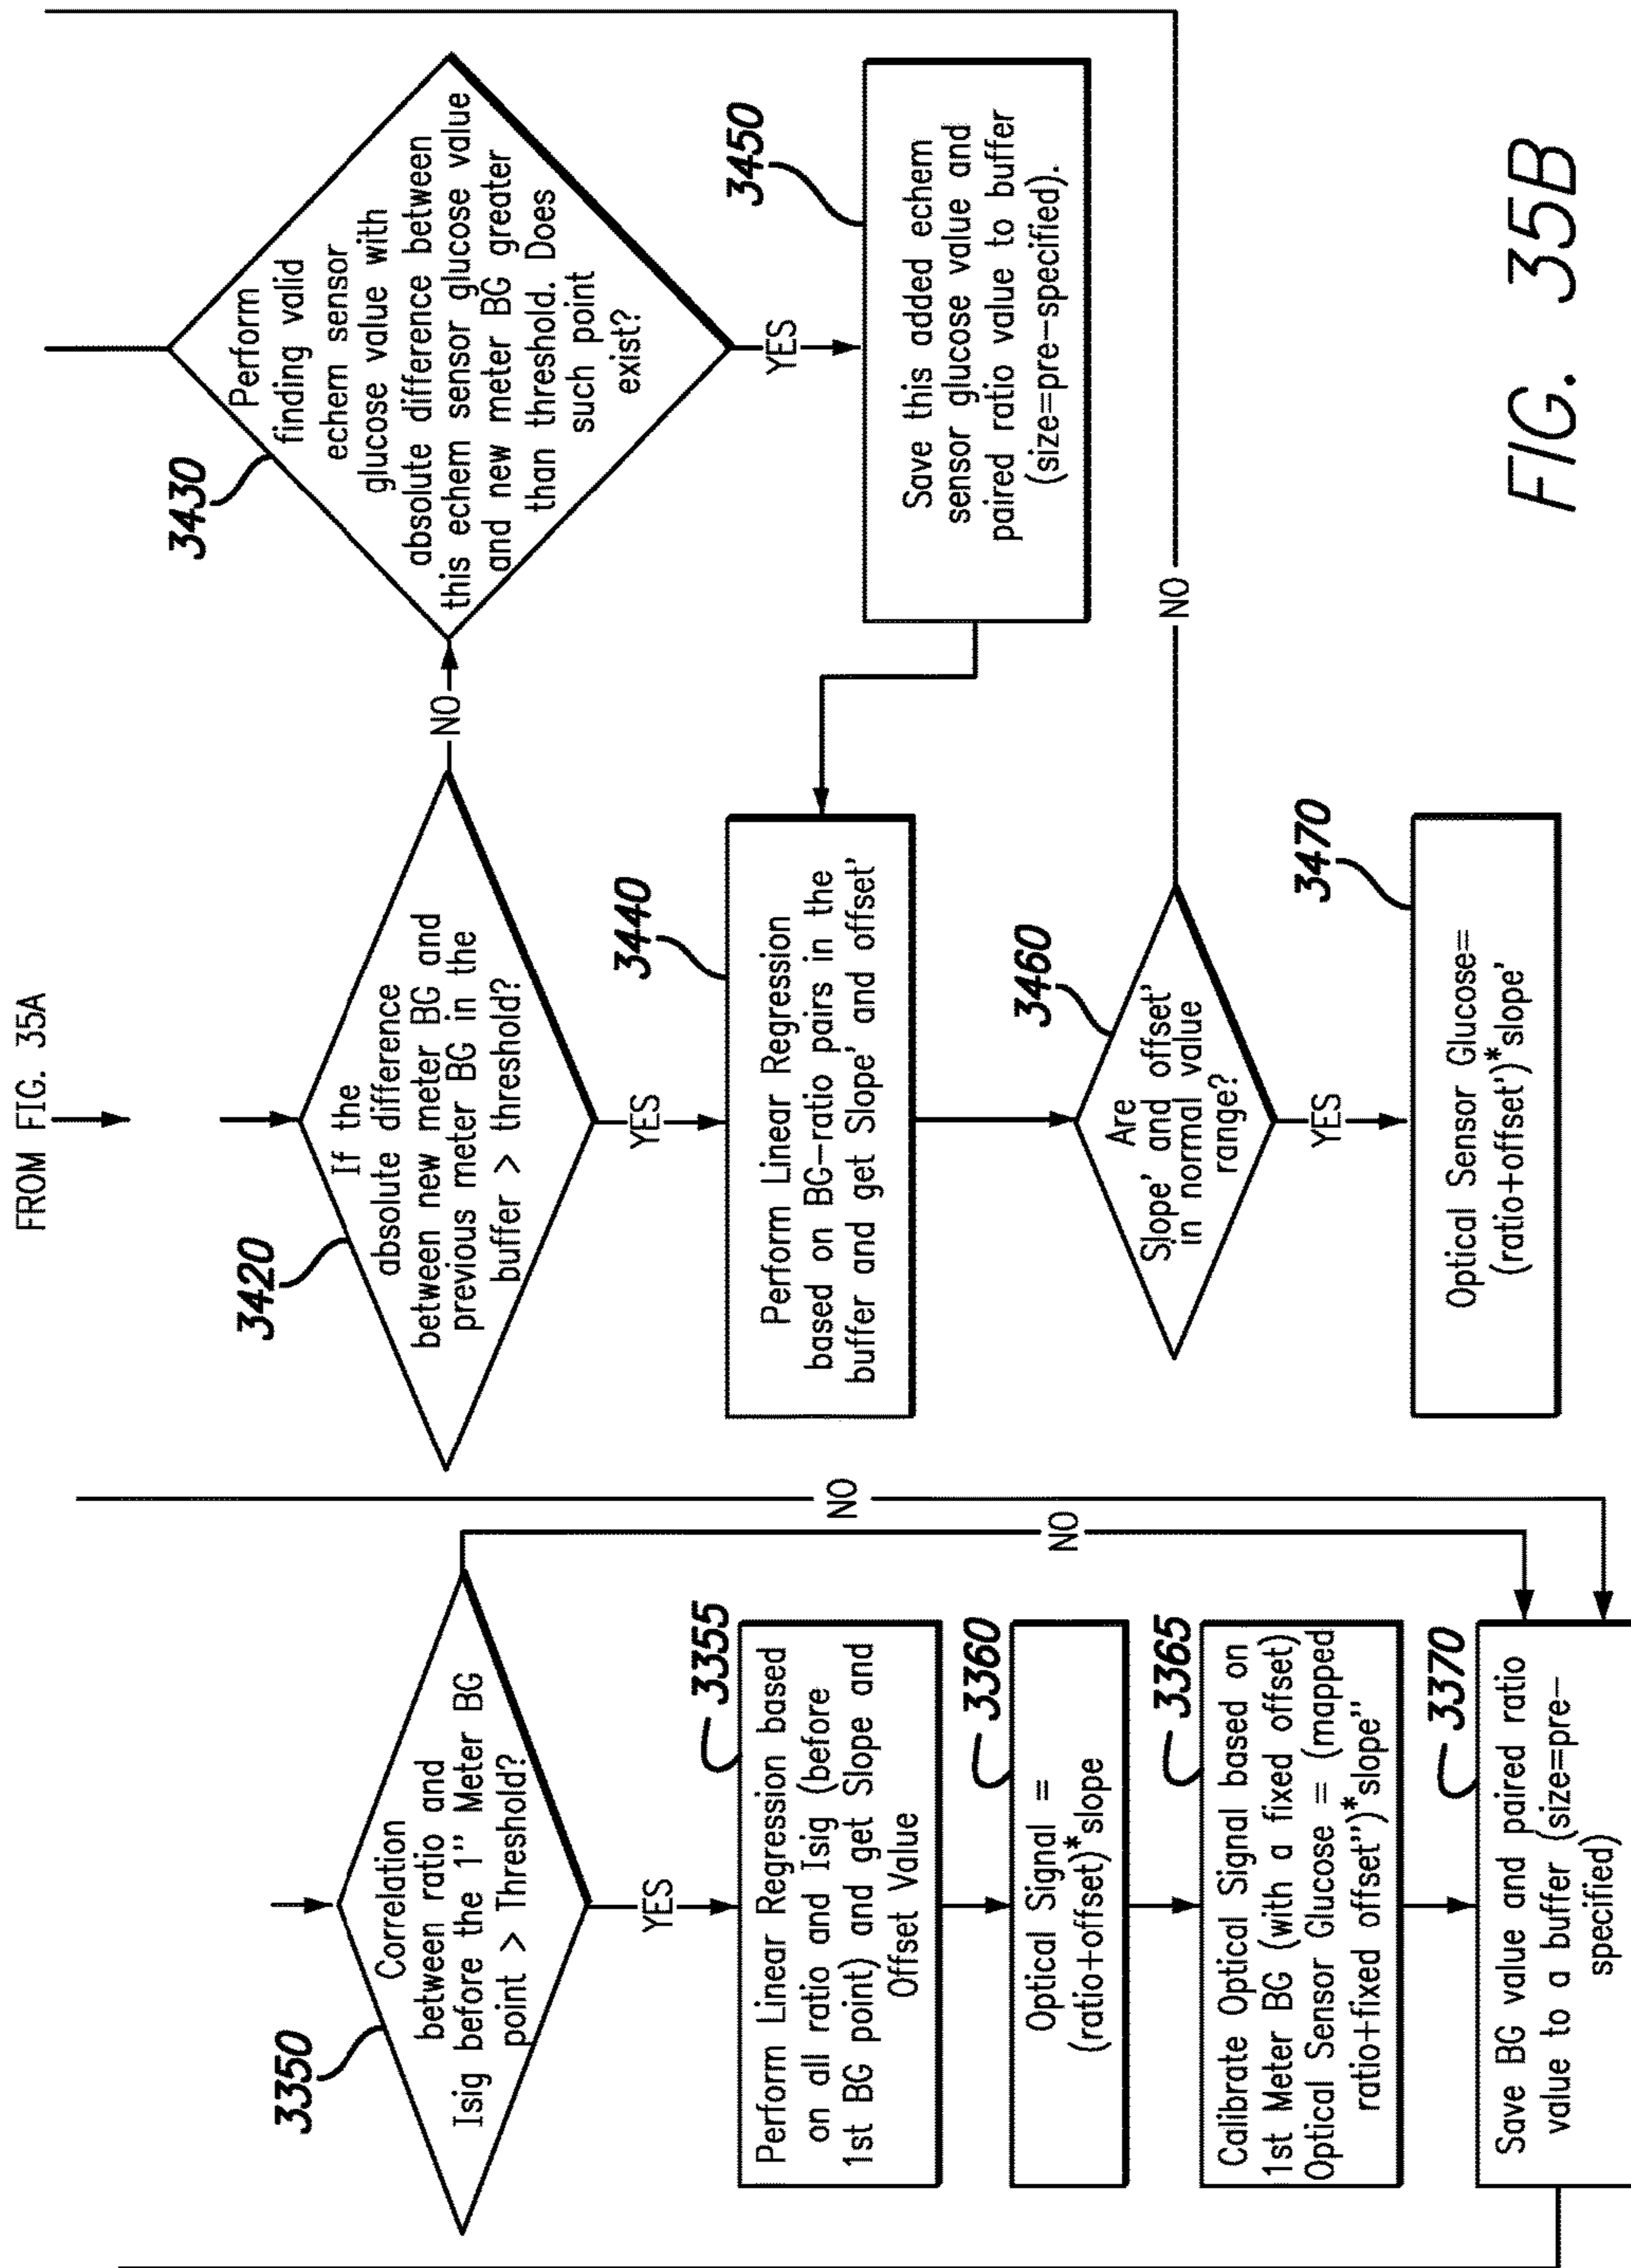 FROM FIG. 35A
3350
Correlation
between ratio and
Isig before the 1" Meter BG
point > Threshold?
NO
NO
YES
3355
Perform Linear Regression based
on all ratio and Isig (before
1st BG point) and get Slope and
Offset Value
3360
Optical Signal =
(ratio+offset)*slope
3365
Calibrate Optical Signal based on
1st Meter BG (with a fixed offset)
Optical Sensor Glucose = (mapped
ratio+fixed offset")*slope"
3370
Save BG value and paired ratio
value to a buffer (size=pre-
specified)
3420
If the
absolute difference
between new meter BG and
previous meter BG in the
buffer > threshold?
NO
YES
3430
Perform
finding valid
echem sensor
glucose value with
absolute difference between
this echem sensor glucose value
and new meter BG greater
than threshold. Does
such point
exist?
YES
3440
Perform Linear Regression
based on BG-ratio pairs in the
buffer and get Slope' and offset'
3450
Save this added echem
sensor glucose value and
paired ratio value to buffer
(size=pre-specified).
3460
Are
Slope' and offset'
in normal value
range?
NO
YES
3470
Optical Sensor Glucose=
(ratio+offset')*slope'
FIG. 35B